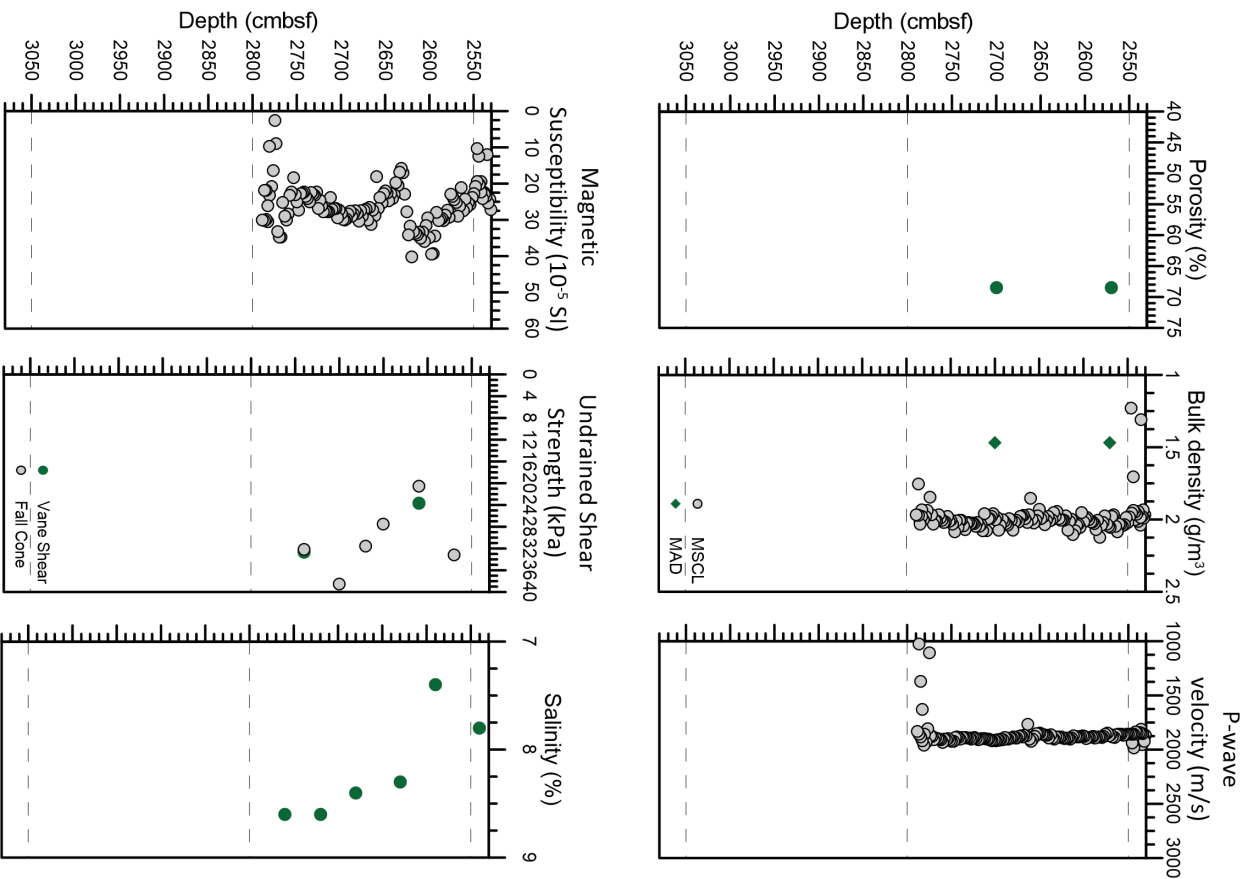 Depth (cmbsf)
3050 3000 2950 2900 2850 2800 2750 2700 2650 2600 2550
0 10 20 30 40 50 60
Magnetic
Susceptibility (10-5 SI)
0 4 8 12 16 20 24 28 32 36 40
Undrained Shear
Strength (kPa)
Vane Shear
Fall Cone
7 8 9
Salinity (%)
Depth (cmbsf)
3050 3000 2950 2900 2850 2800 2750 2700 2650 2600 2550
40 45 50 55 60 65 70 75
Porosity (%)
1 1.5 2 2.5
Bulk density (g/m³)
MSCL
MAD
1000 1500 2000 2500 3000
P-wave
velocity (m/s)